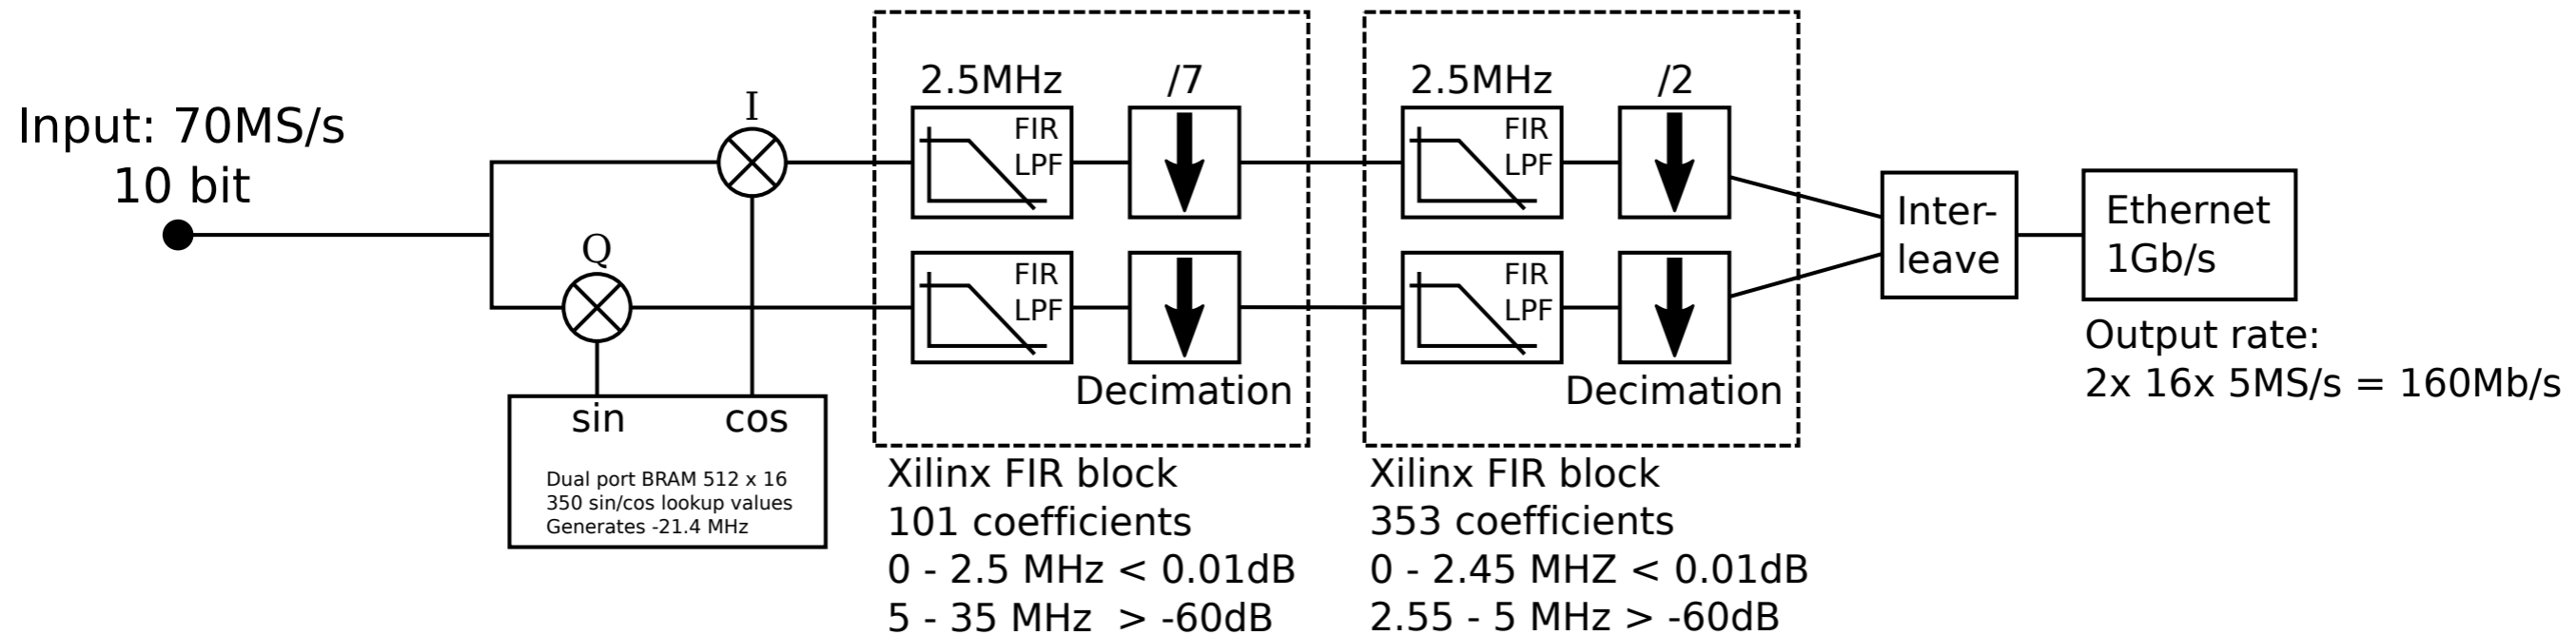 Input: 70MS/s
10 bit
I
Q
sin
cos
Dual port BRAM 512 x 16
350 sin/cos lookup values
Generates -21.4 MHz
2.5MHz
/7
FIR
LPF
FIR
LPF
Decimation
Xilinx FIR block
101 coefficients
0 - 2.5 MHz < 0.01dB
5 - 35 MHz  > -60dB
2.5MHz
/2
FIR
LPF
FIR
LPF
Decimation
Xilinx FIR block
353 coefficients
0 - 2.45 MHZ < 0.01dB
2.55 - 5 MHz > -60dB
Inter-
leave
Ethernet
1Gb/s
Output rate:
2x 16x 5MS/s = 160Mb/s